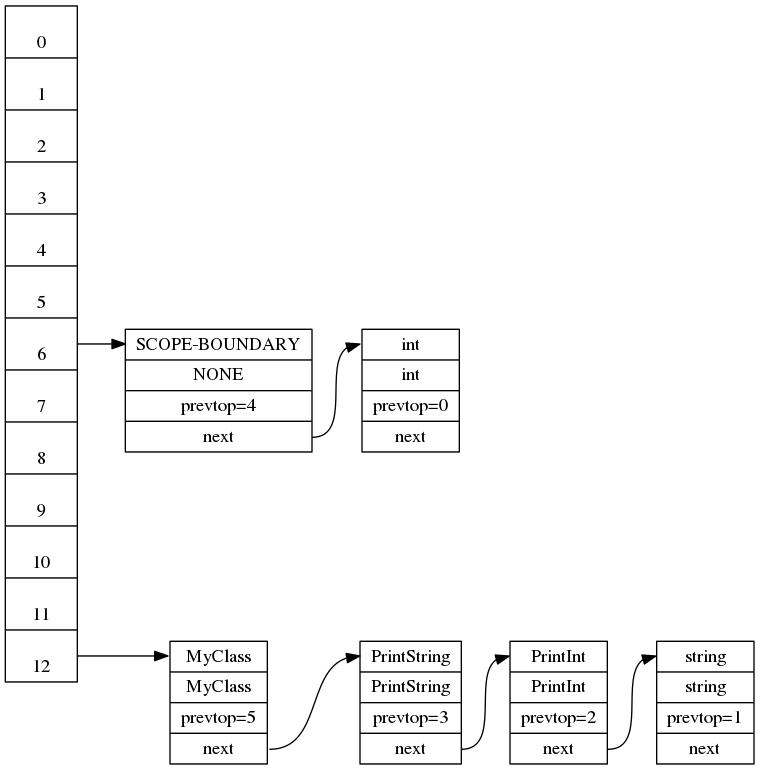 0
1
2
3
4
5
6
7
8
9
10
11
12
SCOPE-BOUNDARY
NONE
prevtop=4
next
int
int
prevtop=0
next
MyClass
MyClass
prevtop=5
next
PrintString
PrintString
prevtop=3
next
PrintInt
PrintInt
prevtop=2
next
string
string
prevtop=1
next